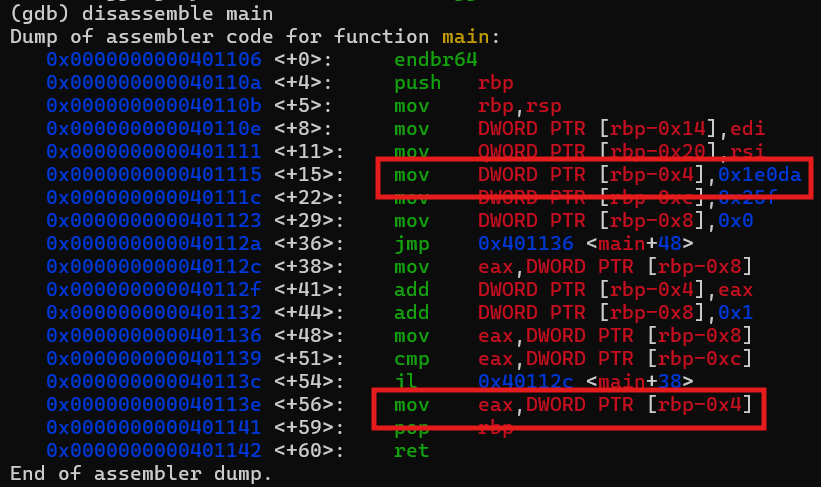 (gdb) disassemble main
Dump of assembler code for function main:
0x0000000000401106 <+0>: endbr64
0x000000000040110a <+4>: push rbp
0x000000000040110b <+5>: mov rbp,rsp
0x000000000040110e <+8>: mov DWORD PTR [rbp-0x14],edi
0x0000000000401111 <+11>: mov QWORD PTR [rbp-0x20],rsi
0x0000000000401115 <+15>: mov DWORD PTR [rbp-0x4],0x1e0da
0x000000000040111c <+22>: mov DWORD PTR [rbp-0xc],0x25f
0x0000000000401123 <+29>: mov DWORD PTR [rbp-0x8],0x0
0x000000000040112a <+36>: jmp 0x401136 <main+48>
0x000000000040112c <+38>: mov eax,DWORD PTR [rbp-0x8]
0x000000000040112f <+41>: add DWORD PTR [rbp-0x4],eax
0x0000000000401132 <+44>: add DWORD PTR [rbp-0x8],0x1
0x0000000000401136 <+48>: mov eax,DWORD PTR [rbp-0x8]
0x0000000000401139 <+51>: cmp eax,DWORD PTR [rbp-0xc]
0x000000000040113c <+54>: jl 0x40112c <main+38>
0x000000000040113e <+56>: mov eax,DWORD PTR [rbp-0x4]
0x0000000000401141 <+59>: pop rbp
0x0000000000401142 <+60>: ret
End of assembler dump.